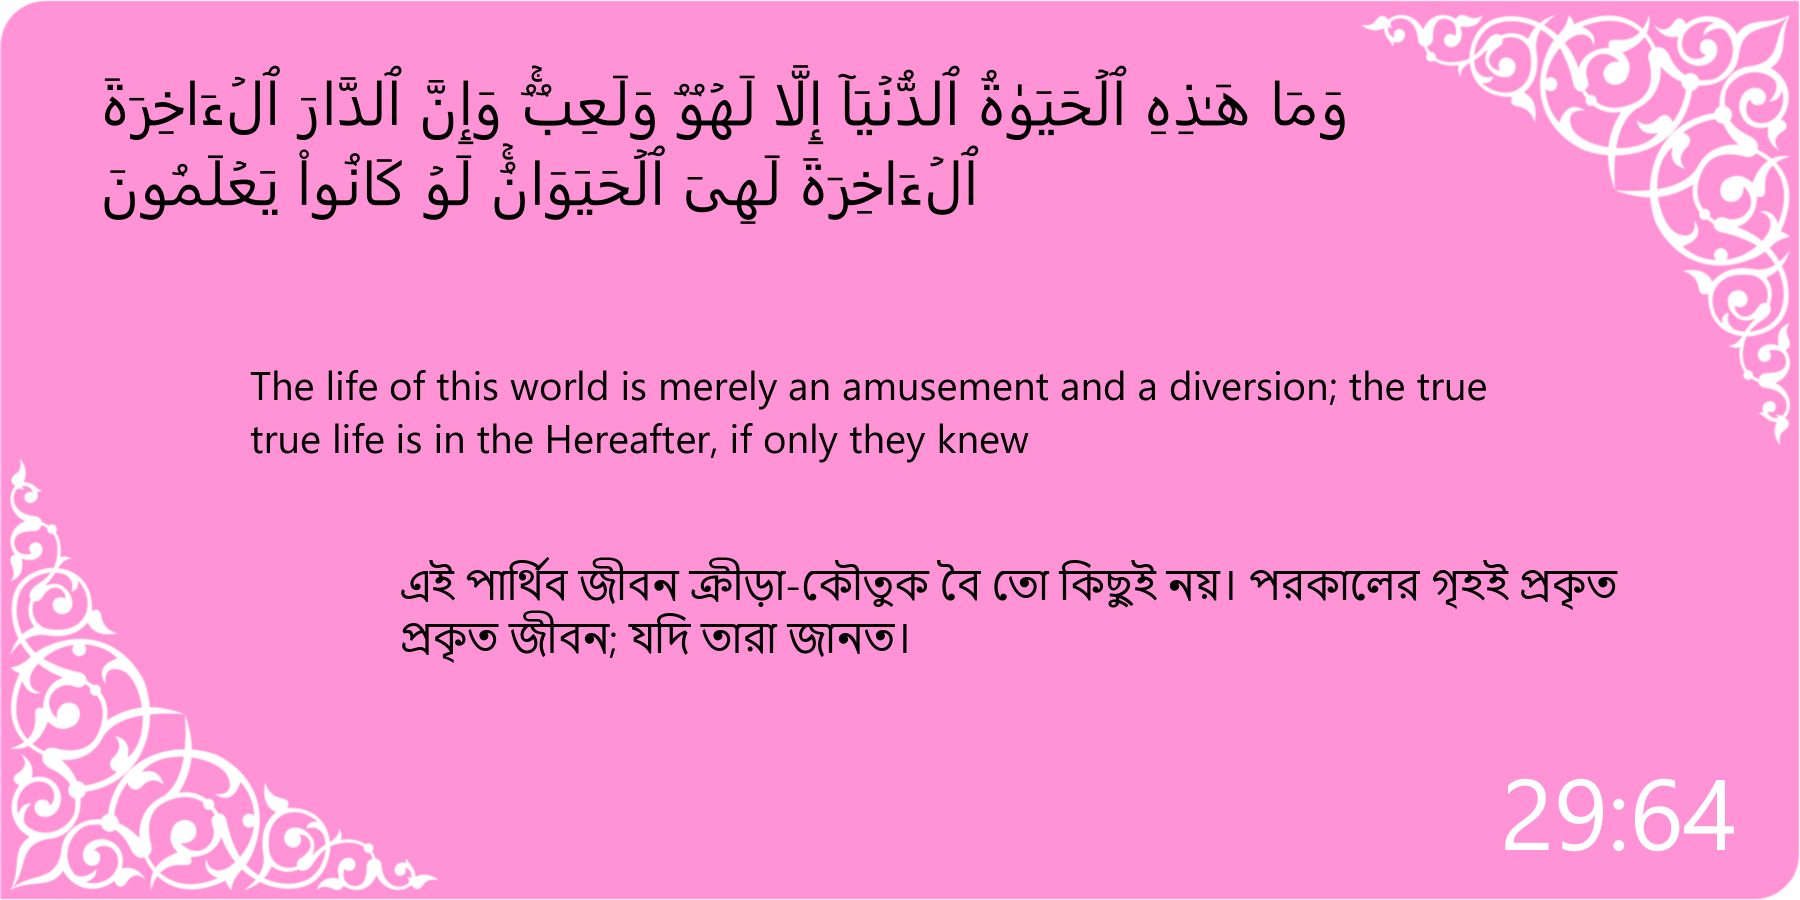 وَمَا هَـٰذِهِ ٱلۡحَيَوٰةُ ٱلدُّنۡيَآ إِلَّا لَهۡوٌ وَلَعِبٌۚ وَإِنَّ ٱلدَّارَ ٱلۡءَاخِرَةَ
ٱلۡءَاخِرَةَ لَهِىَ ٱلۡحَيَوَانُۚ لَوۡ كَانُواْ يَعۡلَمُونَ
The life of this world is merely an amusement and a diversion; the true
true life is in the Hereafter, if only they knew
এই পার্থিব জীবন ক্রীড়া-কৌতুক বৈ তো কিছুই নয়। পরকালের গৃহই প্রকৃত
প্রকৃত জীবন; যদি তারা জানত।
29:64